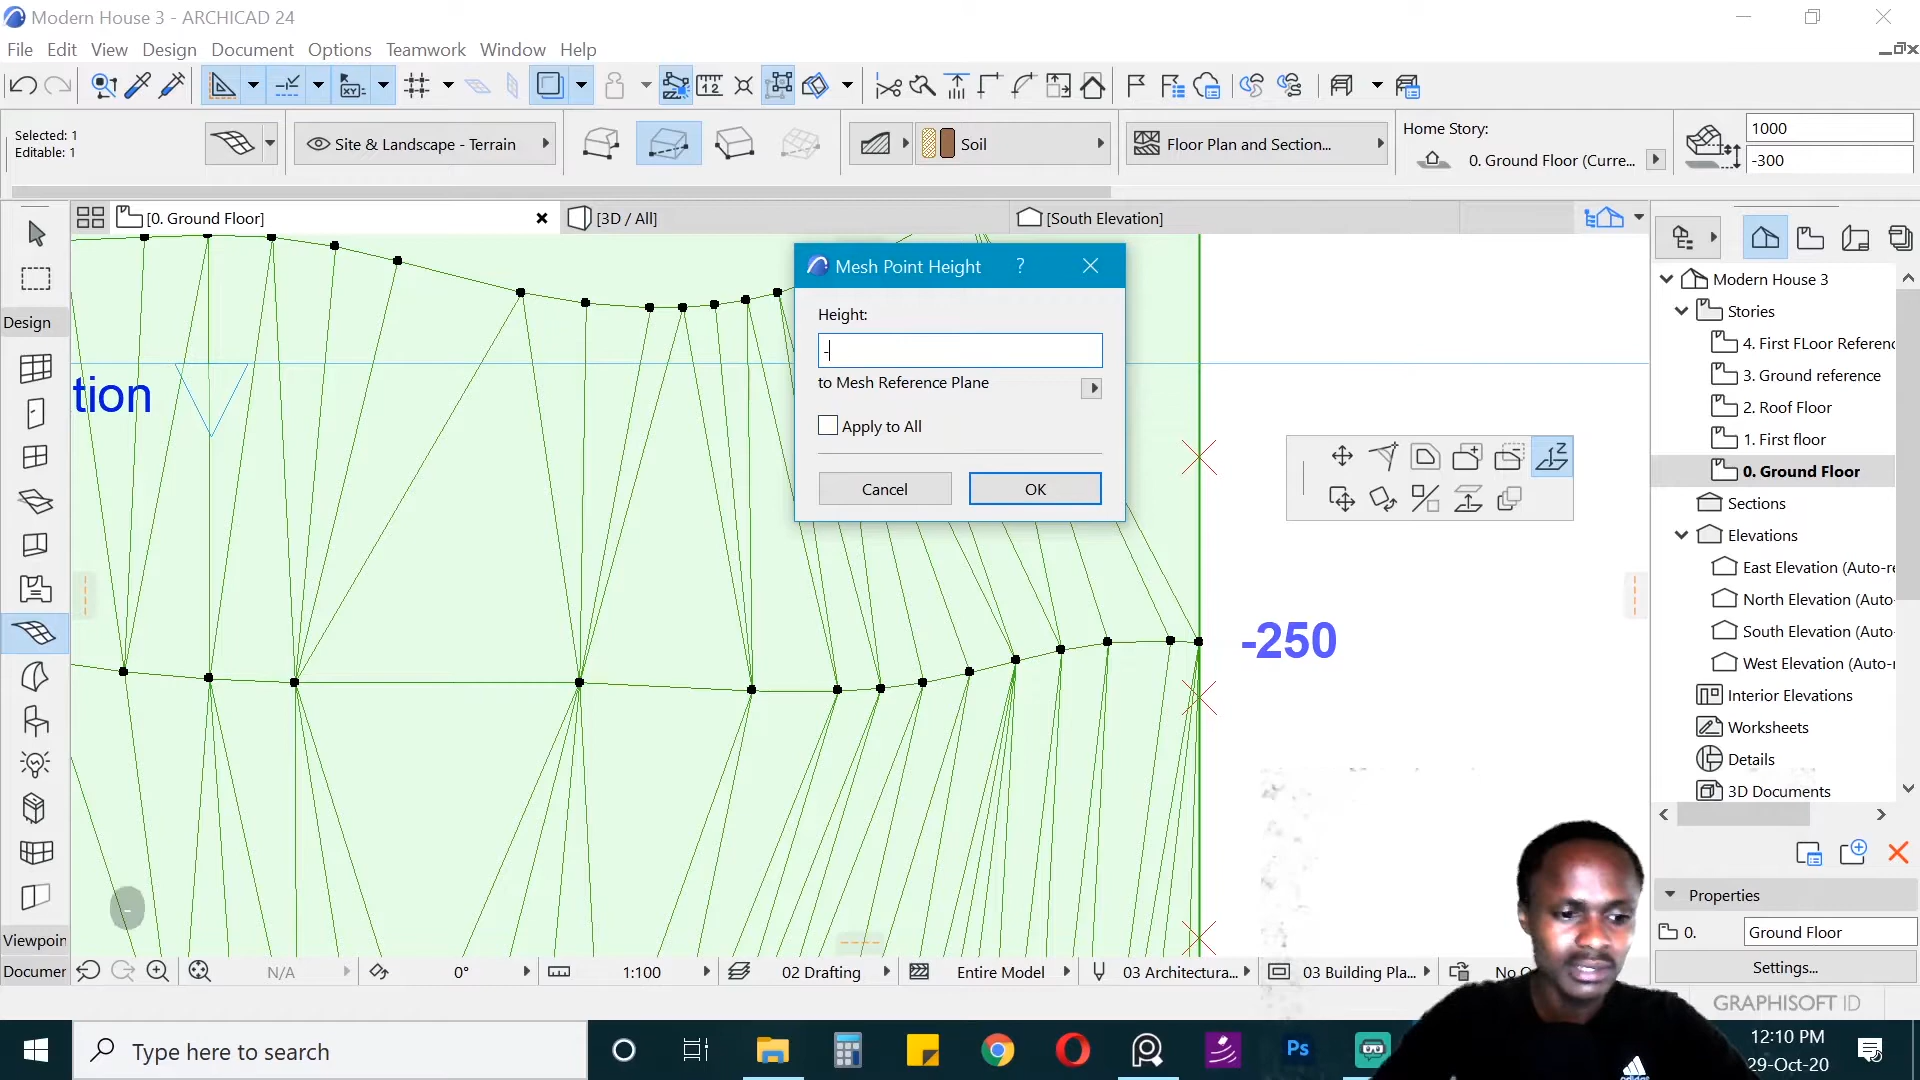 Modern House 3 - ARCHICAD 24
File Edit View Design Document Options Teamwork Window Help
Selected: 1
Editable: 1
Site & Landscape - Terrain
Soil
Floor Plan and Section...
Home Story:
0. Ground Floor (Curre...
1000
-300
[0. Ground Floor]
[3D / All]
[South Elevation]
Design
Viewpoin
Documer
tion
-250
Mesh Point Height
?
Height:
-
to Mesh Reference Plane
Apply to All
Cancel
OK
Z
-
Modern House 3
Stories
4. First FLoor Referenc
3. Ground reference
2. Roof Floor
1. First floor
0. Ground Floor
Sections
Elevations
East Elevation (Auto-re
North Elevation (Auto-
South Elevation (Auto-
West Elevation (Auto-r
Interior Elevations
Worksheets
Details
3D Documents
Properties
0.
Ground Floor
Settings...
N/A
0°
1:100
02 Drafting
Entire Model
03 Architectura...
03 Building Pla...
No O
GRAPHISOFT ID
Type here to search
Ps
adidas
12:10 PM
29-Oct-20